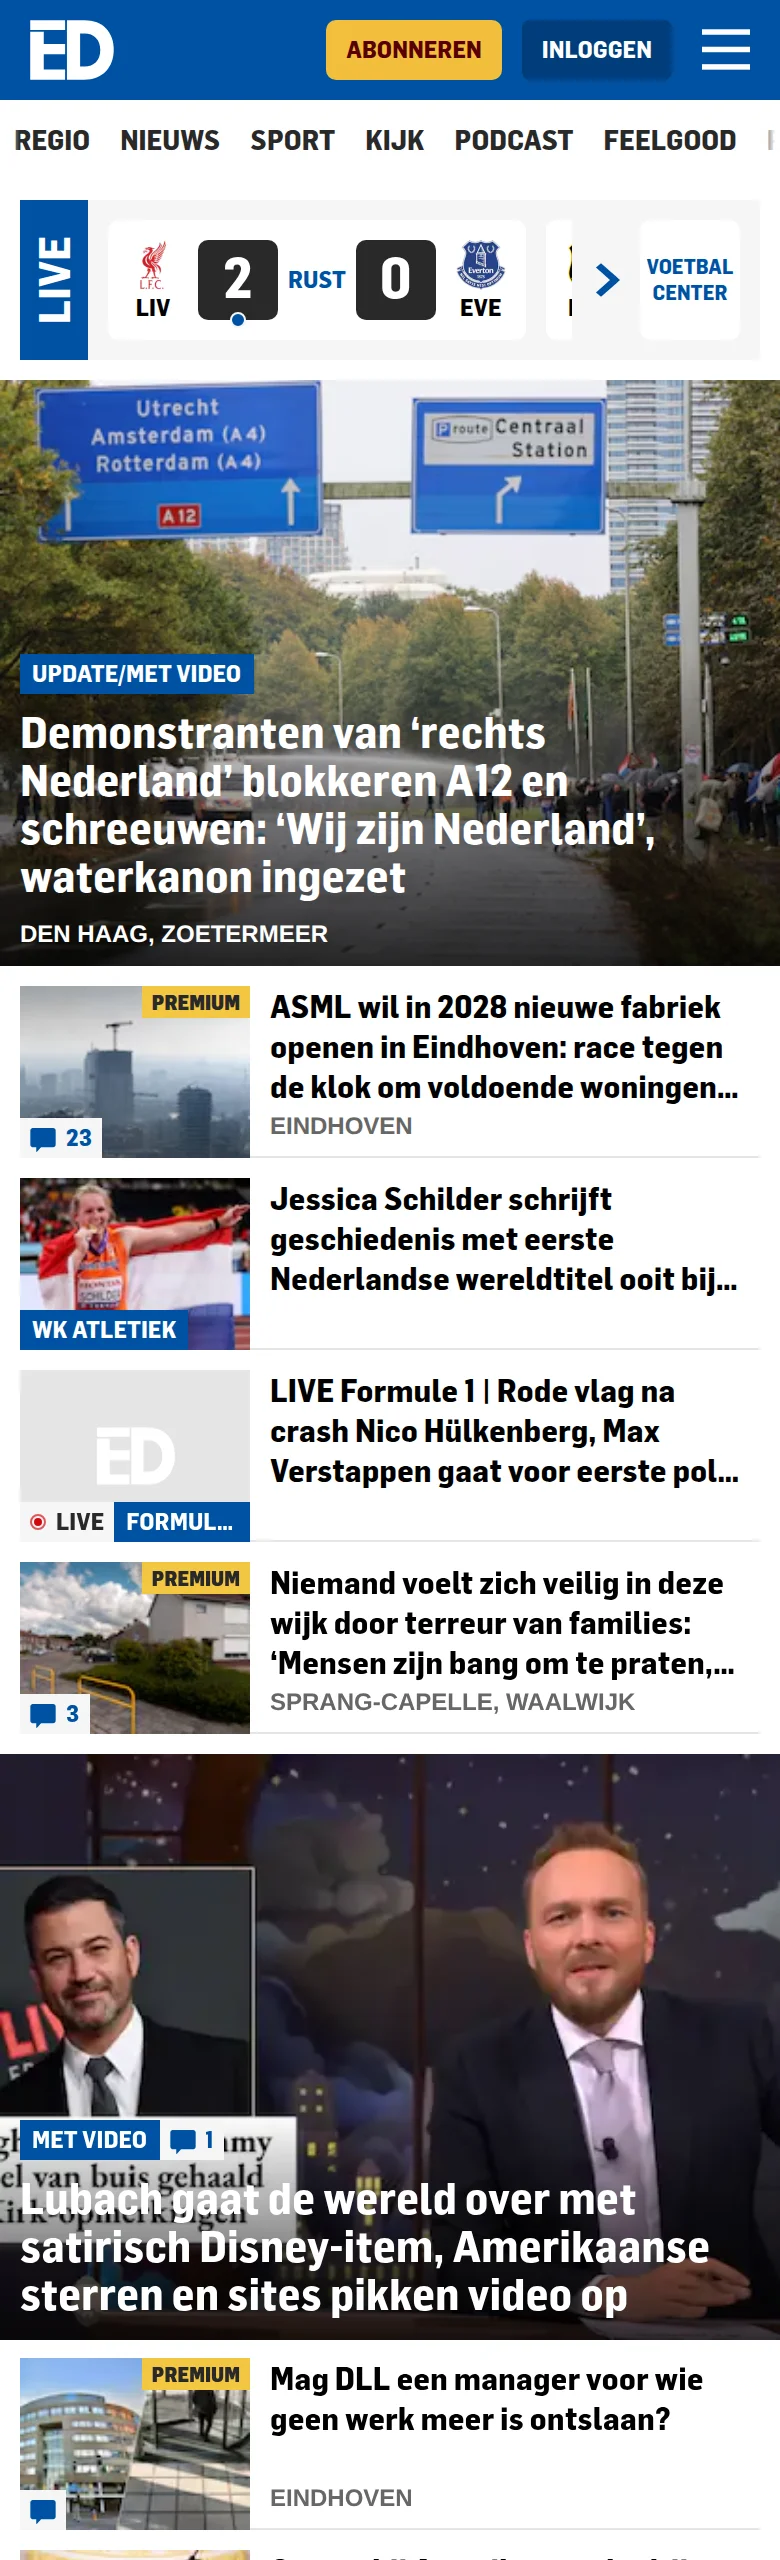 ED
ABONNEREN
INLOGGEN
REGIO NIEUWS SPORT KIJK PODCAST FEELGOOD
LIVE
L.F.C.
LIV
2
RUST
0
Everton
EVE
VOETBAL
CENTER
Utrecht
Amsterdam (A4)
Rotterdam (A4)
A12
P route Centraal
Station
UPDATE/MET VIDEO
Demonstranten van ‘rechts
Nederland’ blokkeren A12 en
schreeuwen: ‘Wij zijn Nederland’,
waterkanon ingezet
DEN HAAG, ZOETERMEER
PREMIUM
23
ASML wil in 2028 nieuwe fabriek
openen in Eindhoven: race tegen
de klok om voldoende woningen...
EINDHOVEN
SCHILDER
WK ATLETIEK
Jessica Schilder schrijft
geschiedenis met eerste
Nederlandse wereldtitel ooit bij...
ED
LIVE
FORMUL...
LIVE Formule 1 | Rode vlag na
crash Nico Hülkenberg, Max
Verstappen gaat voor eerste pol...
PREMIUM
3
Niemand voelt zich veilig in deze
wijk door terreur van families:
‘Mensen zijn bang om te praten,...
SPRANG-CAPELLE, WAALWIJK
MET VIDEO
1
van buis gehaald
Lubach gaat de wereld over met
satirisch Disney-item, Amerikaanse
sterren en sites pikken video op
PREMIUM
Mag DLL een manager voor wie
geen werk meer is ontslaan?
EINDHOVEN